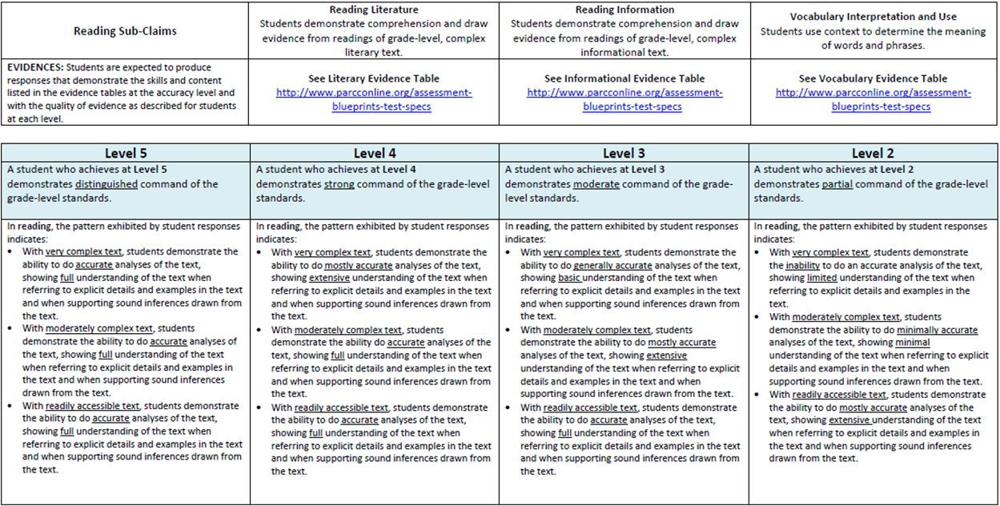 Reading Sub-Claims
Reading Literature
Students demonstrate comprehension and draw
evidence from readings of grade-level, complex
literary text.
Reading Information
Students demonstrate comprehension and draw
evidence from readings of grade-level, complex
informational text.
Vocabulary Interpretation and Use
Students use context to determine the meaning
of words and phrases.
EVIDENCES: Students are expected to produce
responses that demonstrate the skills and content
listed in the evidence tables at the accuracy level and
with the quality of evidence as described for students
at each level.
See Literary Evidence Table
http://www.parcconline.org/assessment-
blueprints-test-specs
See Informational Evidence Table
http://www.parcconline.org/assessment-
blueprints-test-specs
See Vocabulary Evidence Table
http://www.parcconline.org/assessment-
blueprints-test-specs
Level 5
A student who achieves at Level 5
demonstrates distinguished command of the
grade-level standards.
In reading, the pattern exhibited by student responses
indicates:
• With very complex text, students demonstrate the
ability to do accurate analyses of the text,
showing full understanding of the text when
referring to explicit details and examples in the text
and when supporting sound inferences drawn from
the text.
• With moderately complex text, students
demonstrate the ability do accurate analyses of
the text, showing full understanding of the text
when referring to explicit details and examples in
the text and when supporting sound inferences
drawn from the text.
• With readily accessible text, students demonstrate
the ability to do accurate analyses of the text,
showing full understanding of the text when
referring to explicit details and examples in the text
and when supporting sound inferences drawn from
the text.
Level 4
A student who achieves at Level 4
demonstrates strong command of the grade-level
standards.
In reading, the pattern exhibited by student responses
indicates:
• With very complex text, students demonstrate the
ability to do mostly accurate analyses of the text,
showing extensive understanding of the text when
referring to explicit details and examples in the text
and when supporting sound inferences drawn from
the text.
• With moderately complex text, students
demonstrate the ability do accurate analyses of the
text, showing full understanding of the text when
referring to explicit details and examples in the text
and when supporting sound inferences drawn from
the text.
• With readily accessible text, students demonstrate
the ability to do accurate analyses of the text,
showing full understanding of the text when
referring to explicit details and examples in the text
and when supporting sound inferences drawn from
the text.
Level 3
A student who achieves at Level 3
demonstrates moderate command of the grade-
level standards.
In reading, the pattern exhibited by student responses
indicates:
• With very complex text, students demonstrate the
ability to do generally accurate analyses of the text,
showing basic understanding of the text when
referring to explicit details and examples in the text
and when supporting sound inferences drawn from
the text.
• With moderately complex text, students
demonstrate the ability to do mostly accurate
analyses of the text, showing extensive
understanding of the text when referring to explicit
details and examples in the text and when
supporting sound inferences drawn from the text.
• With readily accessible text, students demonstrate
the ability to do accurate analyses of the text,
showing full understanding of the text when
referring to explicit details and examples in the text
and when supporting sound inferences drawn from
the text.
Level 2
A student who achieves at Level 2
demonstrates partial command of the grade-level
standards.
In reading, the pattern exhibited by student responses
indicates:
• With very complex text, students demonstrate
the inability to do an accurate analysis of the text,
showing limited understanding of the text when
referring to explicit details and examples in the
text.
• With moderately complex text, students
demonstrate the ability to do minimally accurate
analyses of the text, showing minimal
understanding of the text when referring to explicit
details and examples in the text and when
supporting sound inferences drawn from the text.
• With readily accessible text, students demonstrate
the ability to do mostly accurate analyses of the
text, showing extensive understanding of the text
when referring to explicit details and examples in
the text and when supporting sound inferences
drawn from the text.